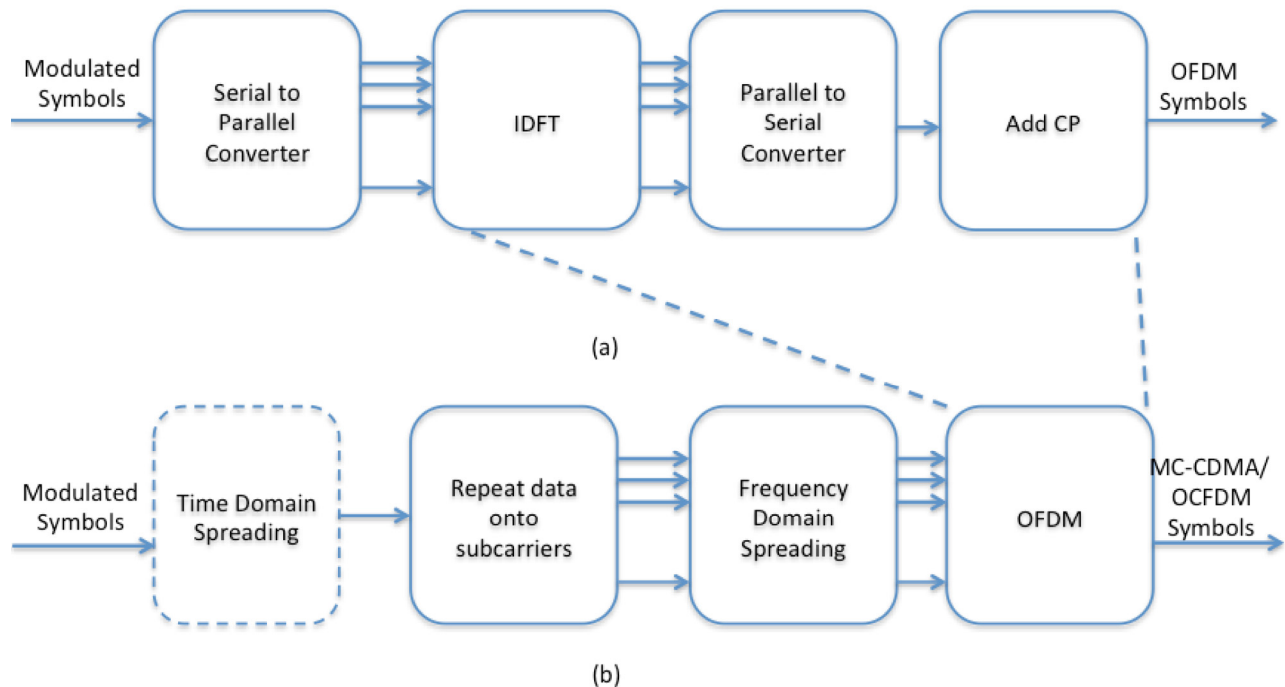 Modulated
Symbols
Serial to
Parallel
Converter
IDFT
Parallel to
Serial
Converter
Add CP
OFDM
Symbols
(a)
Modulated
Symbols
Time Domain
Spreading
Repeat data
onto
subcarriers
Frequency
Domain
Spreading
OFDM
MC-CDMA/
OCFDM
Symbols
(b)